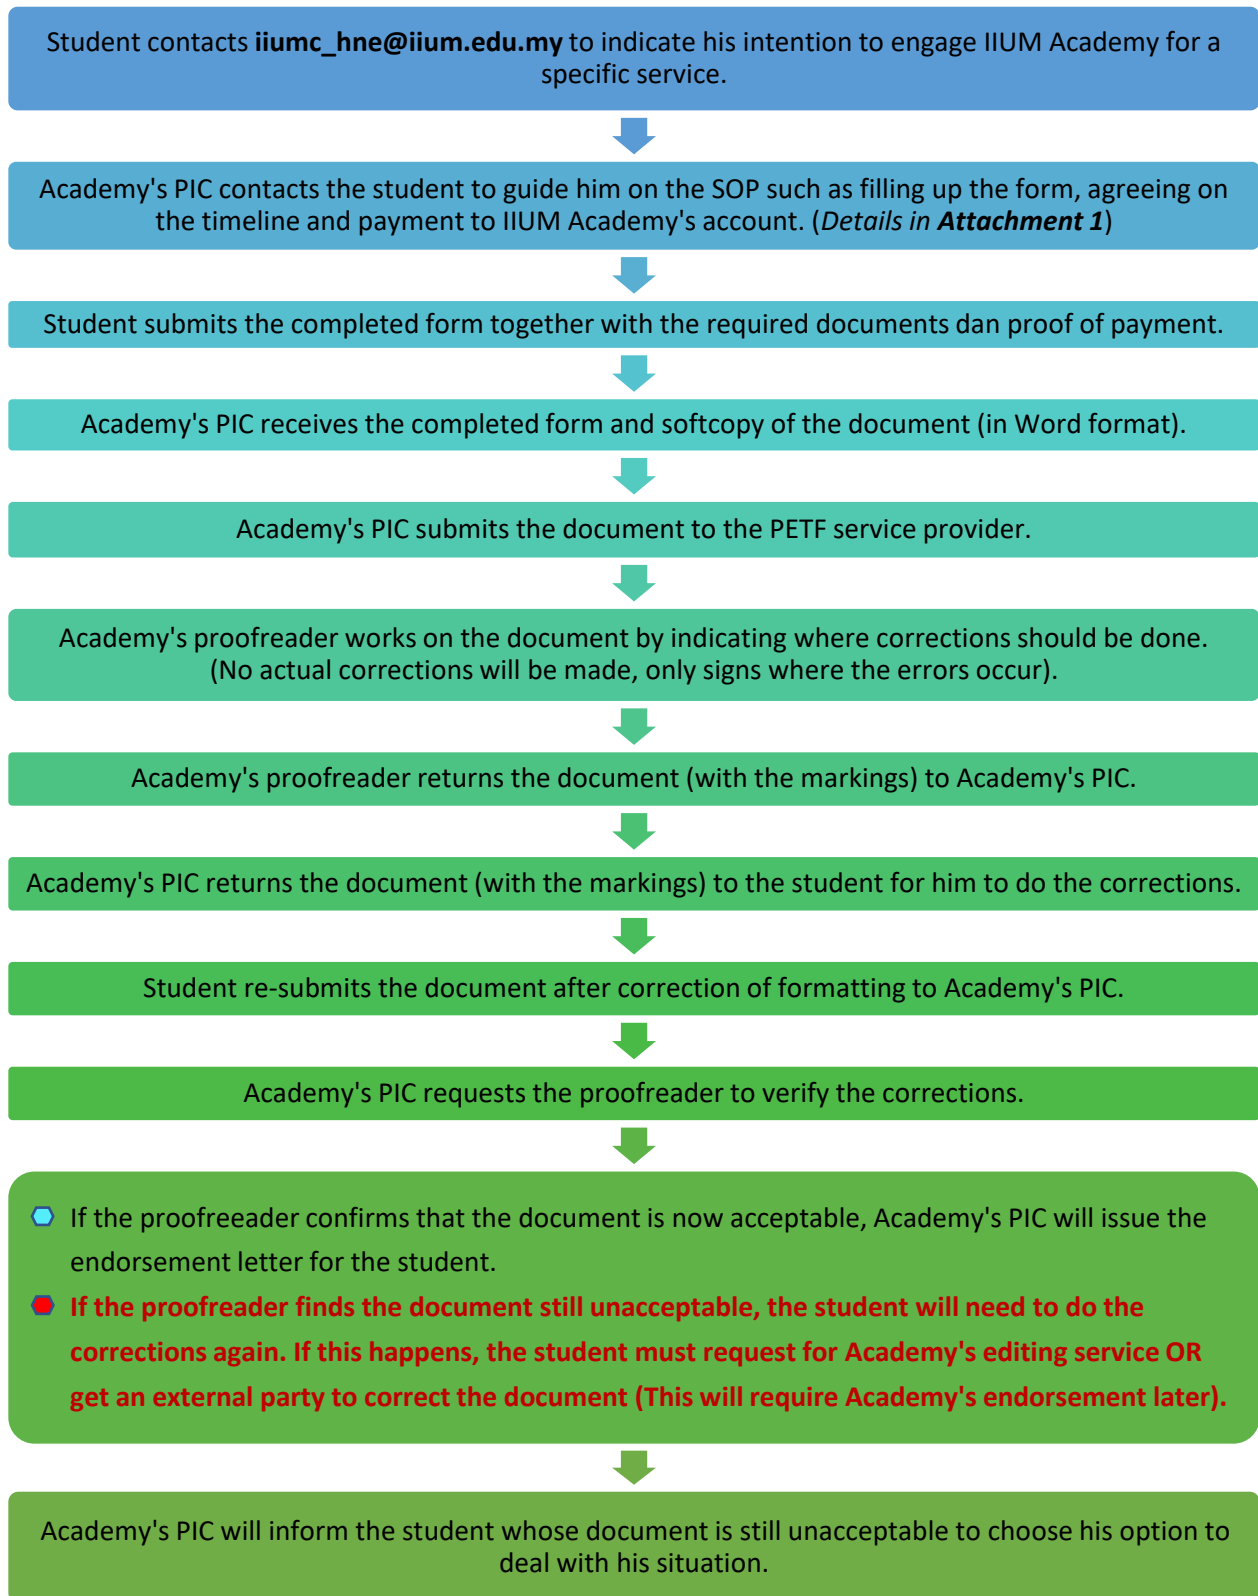 Student contacts iiumc_hne@iium.edu.my to indicate his intention to engage IIUM Academy for a
specific service.
Academy's PIC contacts the student to guide him on the SOP such as filling up the form, agreeing on
the timeline and payment to IIUM Academy's account. (Details in Attachment 1)
Student submits the completed form together with the required documents dan proof of payment.
Academy's PIC receives the completed form and softcopy of the document (in Word format).
Academy's PIC submits the document to the PETF service provider.
Academy's proofreader works on the document by indicating where corrections should be done.
(No actual corrections will be made, only signs where the errors occur).
Academy's proofreader returns the document (with the markings) to Academy's PIC.
Academy's PIC returns the document (with the markings) to the student for him to do the corrections.
Student re-submits the document after correction of formatting to Academy's PIC.
Academy's PIC requests the proofreader to verify the corrections.
If the proofreeader confirms that the document is now acceptable, Academy's PIC will issue the
endorsement letter for the student.
If the proofreader finds the document still unacceptable, the student will need to do the
corrections again. If this happens, the student must request for Academy's editing service OR
get an external party to correct the document (This will require Academy's endorsement later).
Academy's PIC will inform the student whose document is still unacceptable to choose his option to
deal with his situation.